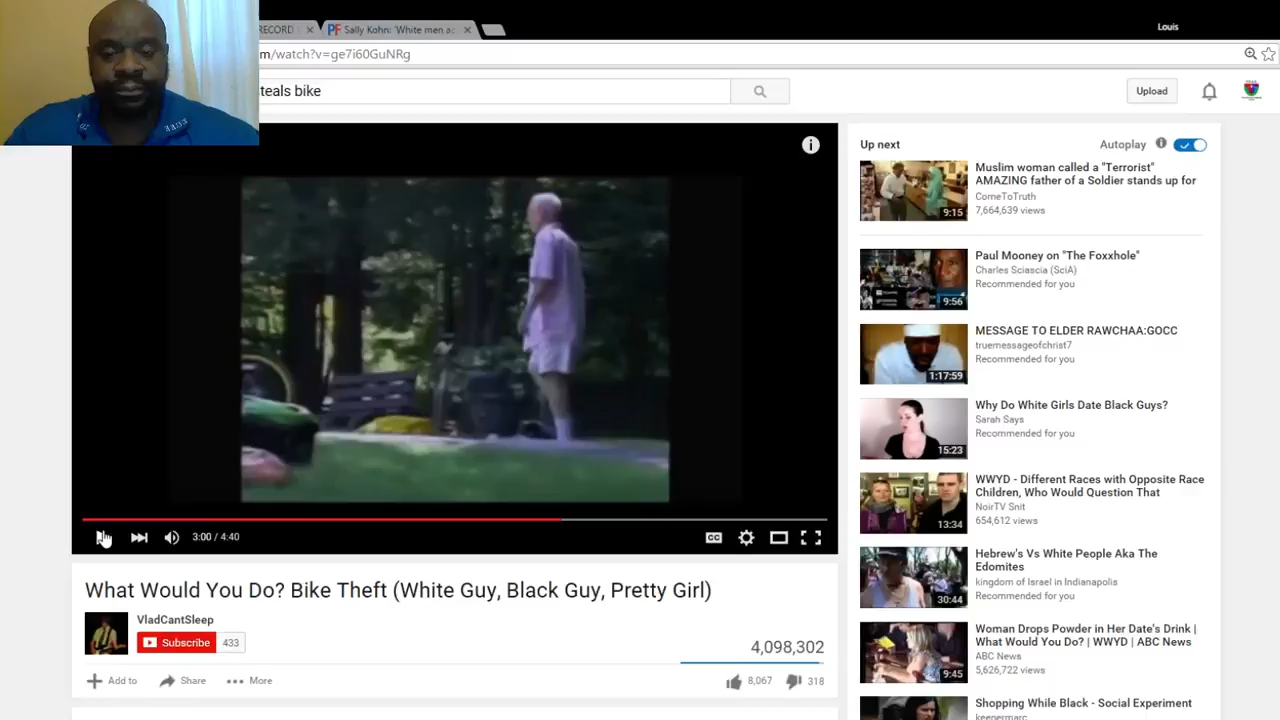 RECORD
Sally Kohn: 'White men ac
Louis
m/watch?v=ge7i60GuNRg
teals bike
Upload
Up next
Autoplay
Muslim woman called a "Terrorist"
AMAZING father of a Soldier stands up for
ComeToTruth
7,664,639 views
9:15
Paul Mooney on "The Foxxhole"
Charles Sciascia (SciA)
Recommended for you
9:56
MESSAGE TO ELDER RAWCHAA:GOCC
truemessageofchrist7
Recommended for you
1:17:59
Why Do White Girls Date Black Guys?
Sarah Says
Recommended for you
15:23
WWYD - Different Races with Opposite Race
Children, Who Would Question That
NoirTV Snit
654,612 views
13:34
Hebrew's Vs White People Aka The
Edomites
kingdom of Israel in Indianapolis
Recommended for you
30:44
Woman Drops Powder in Her Date's Drink |
What Would You Do? | WWYD | ABC News
ABC News
5,626,722 views
9:45
Shopping While Black - Social Experiment
keenermarc
3:00 / 4:40
CC
What Would You Do? Bike Theft (White Guy, Black Guy, Pretty Girl)
VladCantSleep
Subscribe 433
4,098,302
Add to Share More
8,067 318